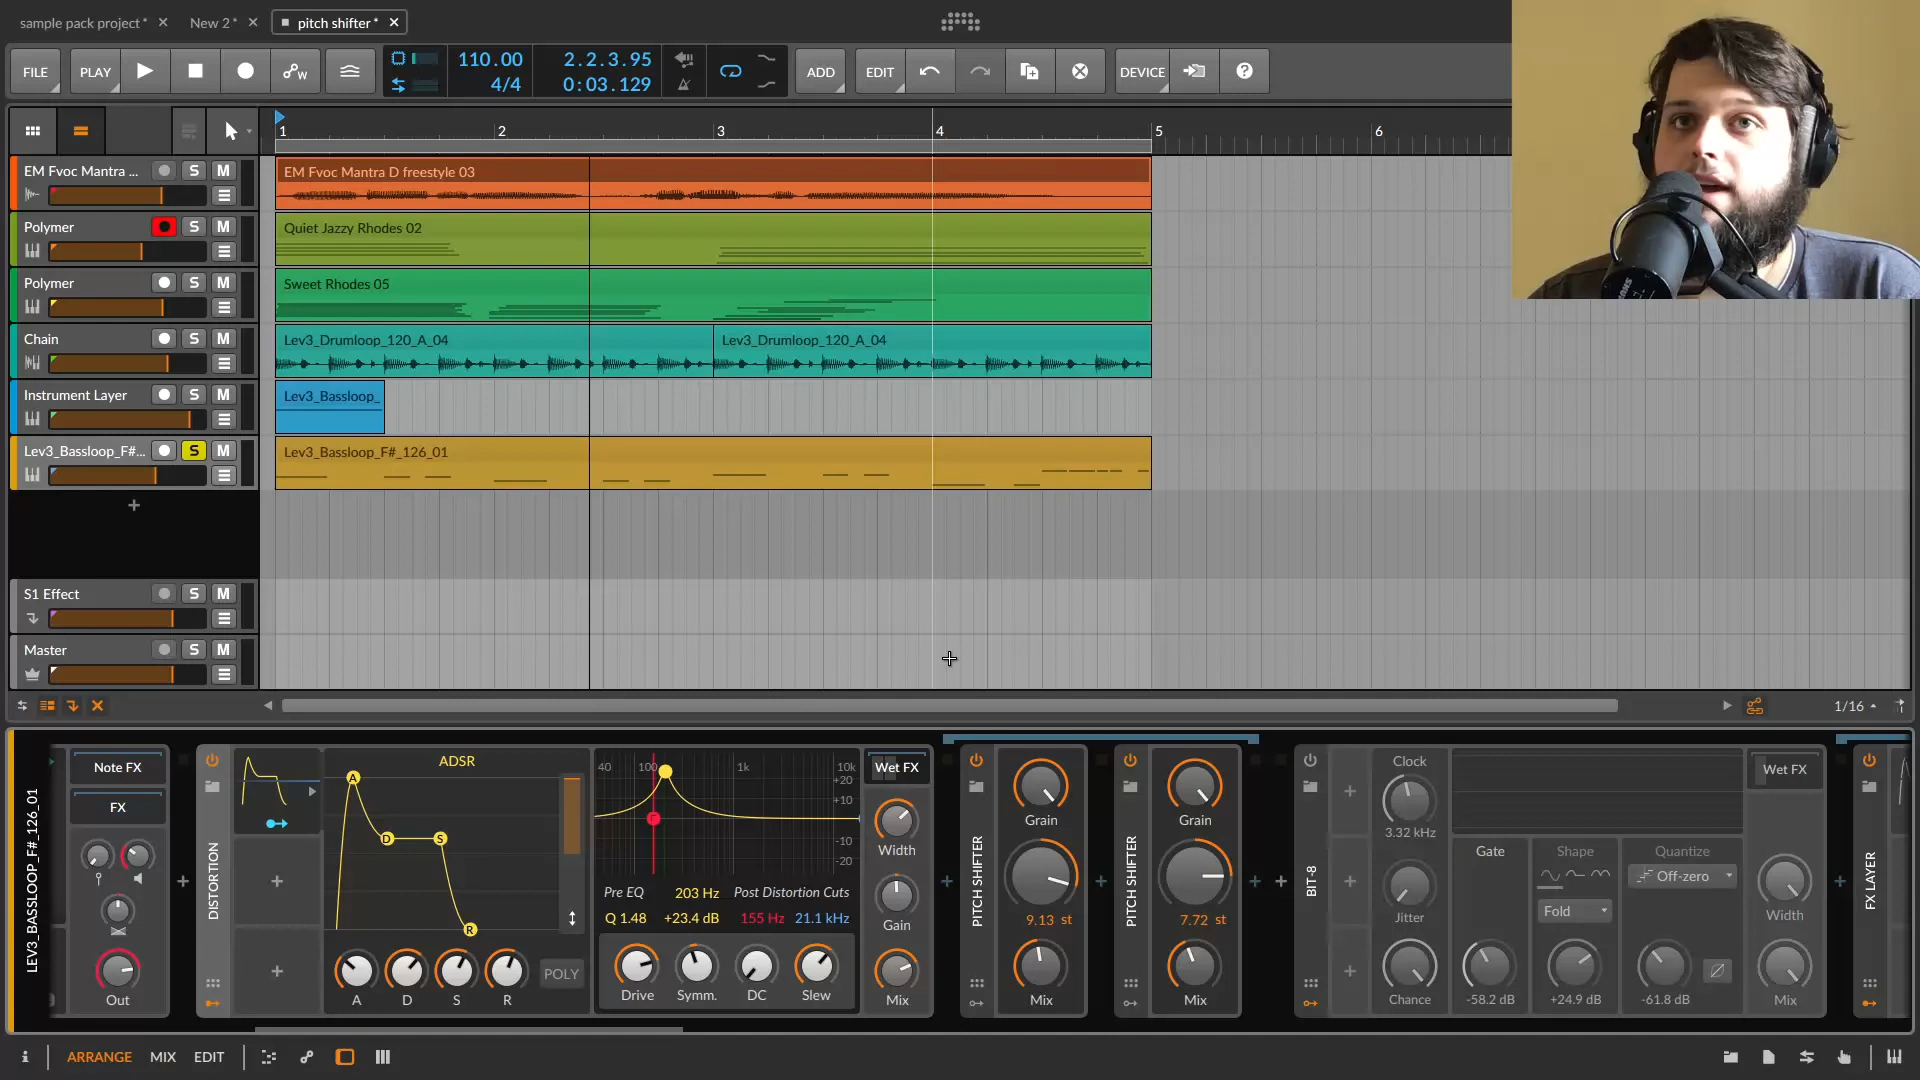 sample pack project*
New 2*
pitch shifter*
FILE
PLAY
110.00
4/4
2.2.3.95
0:03.129
ADD
EDIT
DEVICE
1
2
3
4
5
6
EM Fvoc Mantra ...
S
M
EM Fvoc Mantra D freestyle 03
Polymer
S
M
Quiet Jazzy Rhodes 02
Polymer
S
M
Sweet Rhodes 05
Chain
S
M
Lev3_Drumloop_120_A_04
Lev3_Drumloop_120_A_04
Instrument Layer
S
M
Lev3_Bassloop_
Lev3_Bassloop_F#...
S
M
Lev3_Bassloop_F#_126_01
+
S1 Effect
S
M
Master
S
M
1/16
LEV3_BASSLOOP_F#_126_01
Note FX
FX
Out
DISTORTION
ADSR
A
D
S
R
A
D
S
R
POLY
40
100
1k
10k
+20
+10
-10
-20
Pre EQ
203 Hz
Post Distortion Cuts
Q 1.48
+23.4 dB
155 Hz
21.1 kHz
Drive
Symm.
DC
Slew
Wet FX
Width
Gain
Mix
PITCH SHIFTER
Grain
9.13 st
Mix
PITCH SHIFTER
Grain
7.72 st
Mix
BIT-8
Clock
3.32 kHz
Jitter
Chance
Gate
-58.2 dB
Shape
Fold
+24.9 dB
Quantize
Off-zero
-61.8 dB
Wet FX
Width
Mix
FX LAYER
i
ARRANGE
MIX
EDIT